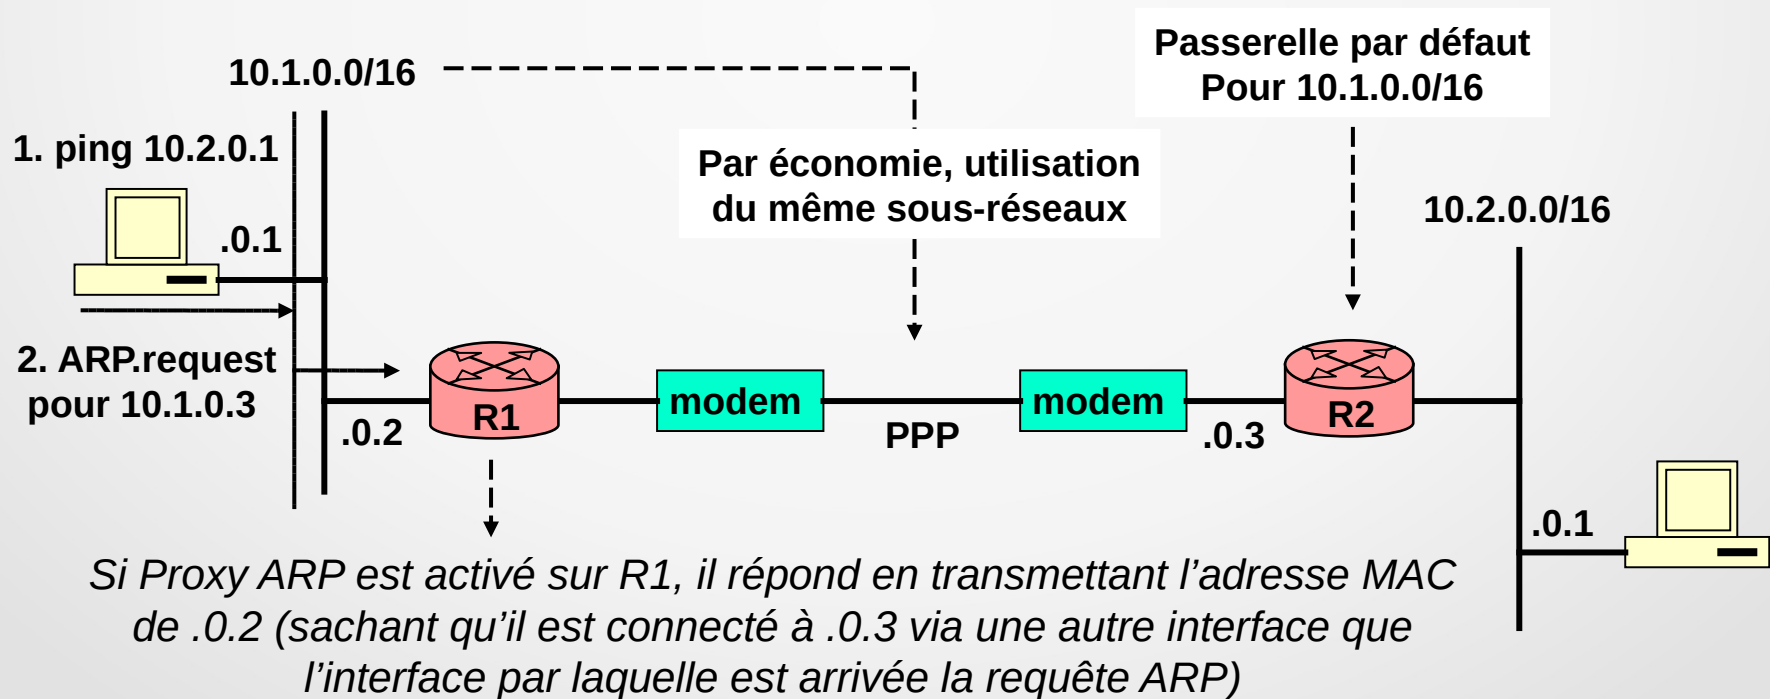 Passerelle par défaut
Pour 10.1.0.0/16
10.1.0.0/16
1. ping 10.2.0.1
Par économie, utilisation
du même sous-réseaux
10.2.0.0/16
.0.1
2. ARP.request
pour 10.1.0.3
.0.2
R1
modem
PPP
modem
.0.3
R2
.0.1
Si Proxy ARP est activé sur R1, il répond en transmettant l’adresse MAC
de .0.2 (sachant qu’il est connecté à .0.3 via une autre interface que
l’interface par laquelle est arrivée la requête ARP)